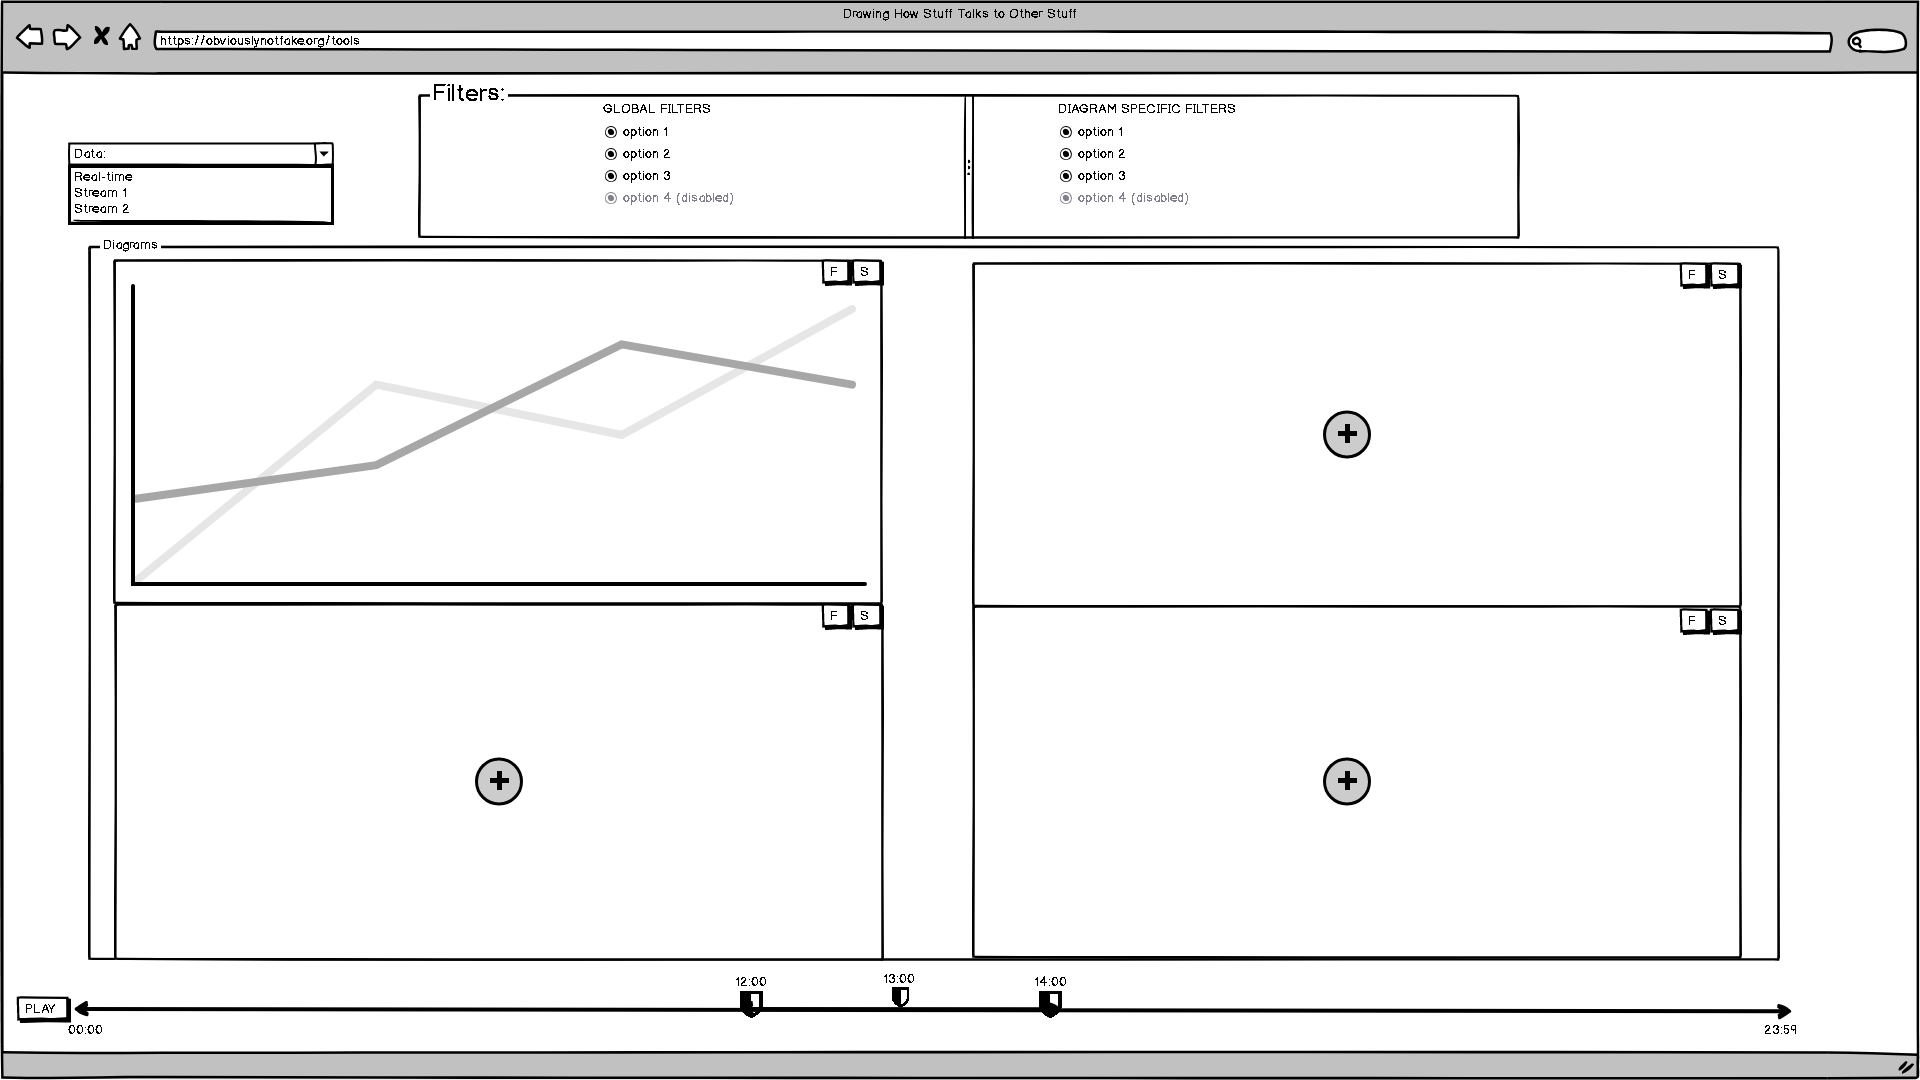 Drawing How Stuff Talks to Other Stuff
https://obviouslynotfake.org/tools
Filters:
GLOBAL FILTERS
option 1
option 2
option 3
option 4 (disabled)
DIAGRAM SPECIFIC FILTERS
option 1
option 2
option 3
option 4 (disabled)
Data:
Real-time
Stream 1
Stream 2
Diagrams
F S
F S
F S
F S
12:00
13:00
14:00
PLAY
00:00
23:59